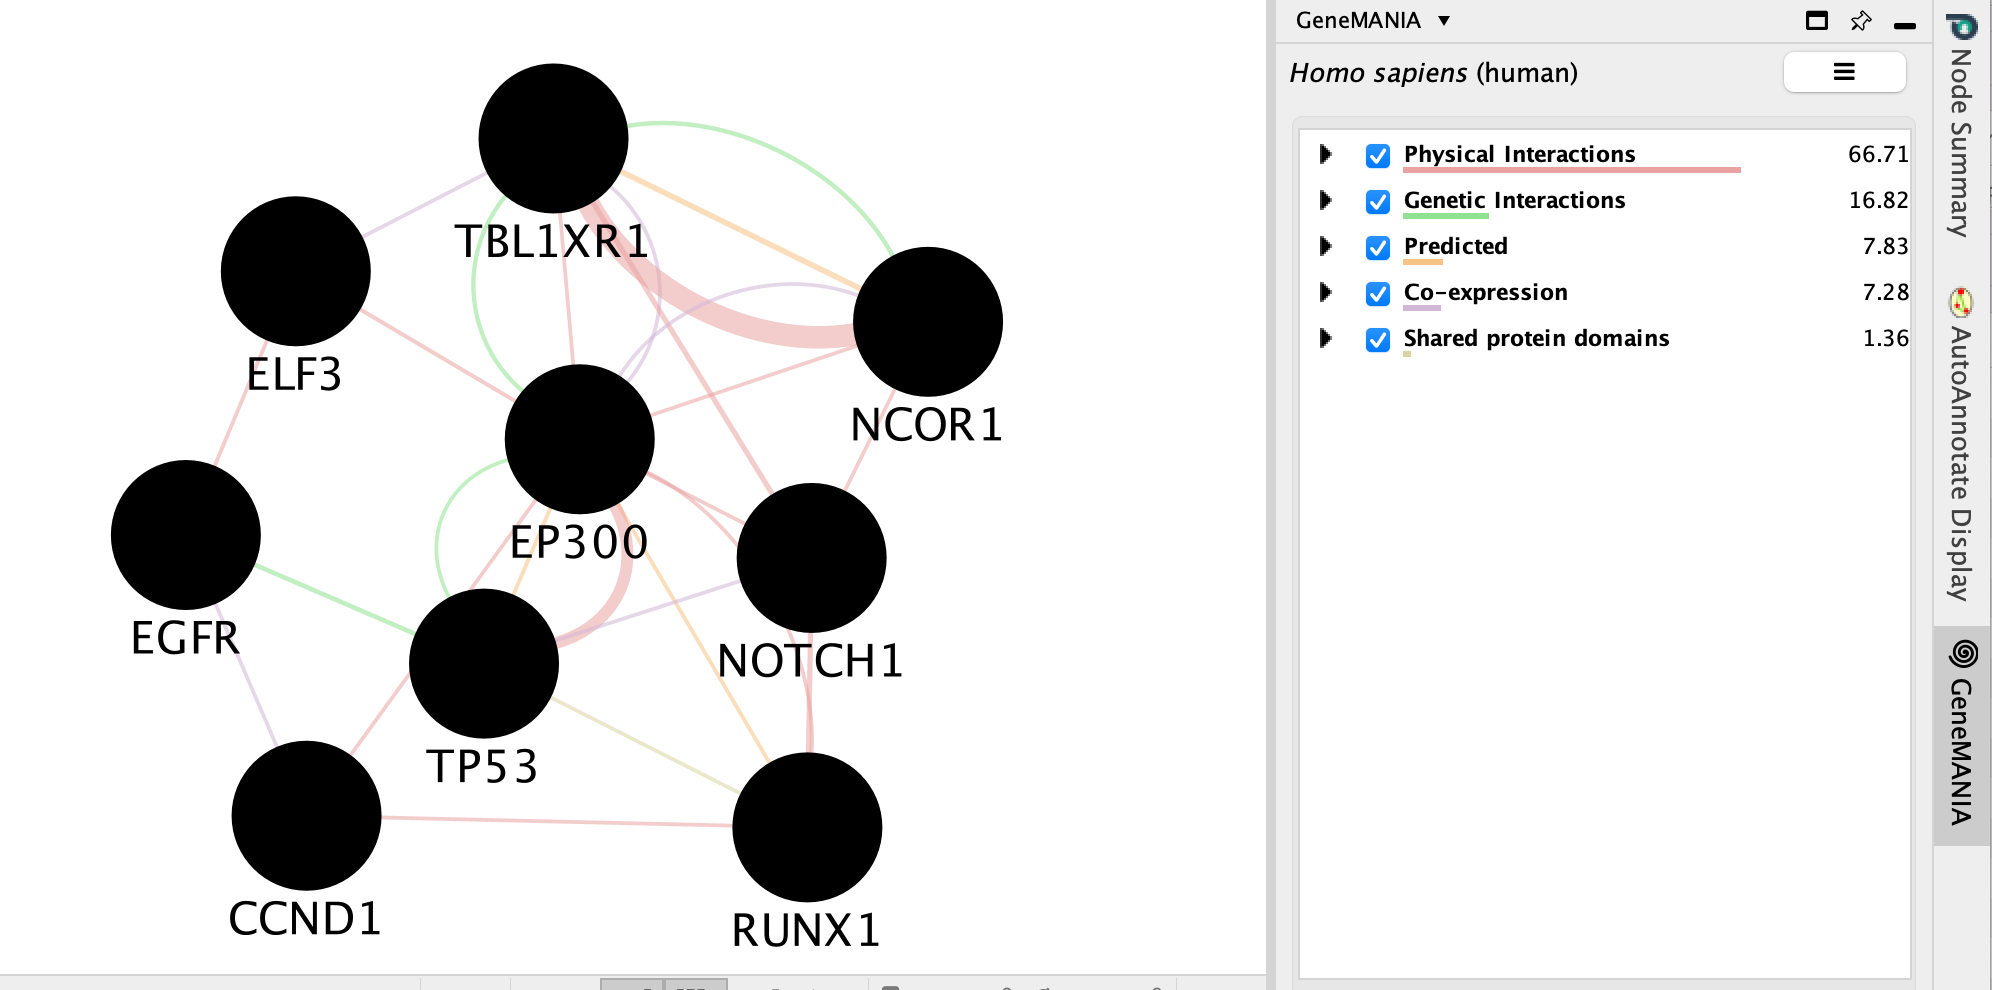 TBL1XR1
ELF3
NCOR1
EP300
EGFR
NOTCH1
TP53
CCND1
RUNX1
GeneMANIA
Homo sapiens (human)
Physical Interactions 66.71
Genetic Interactions 16.82
Predicted 7.83
Co-expression 7.28
Shared protein domains 1.36
Node Summary
AutoAnnotate Display
GeneMANIA